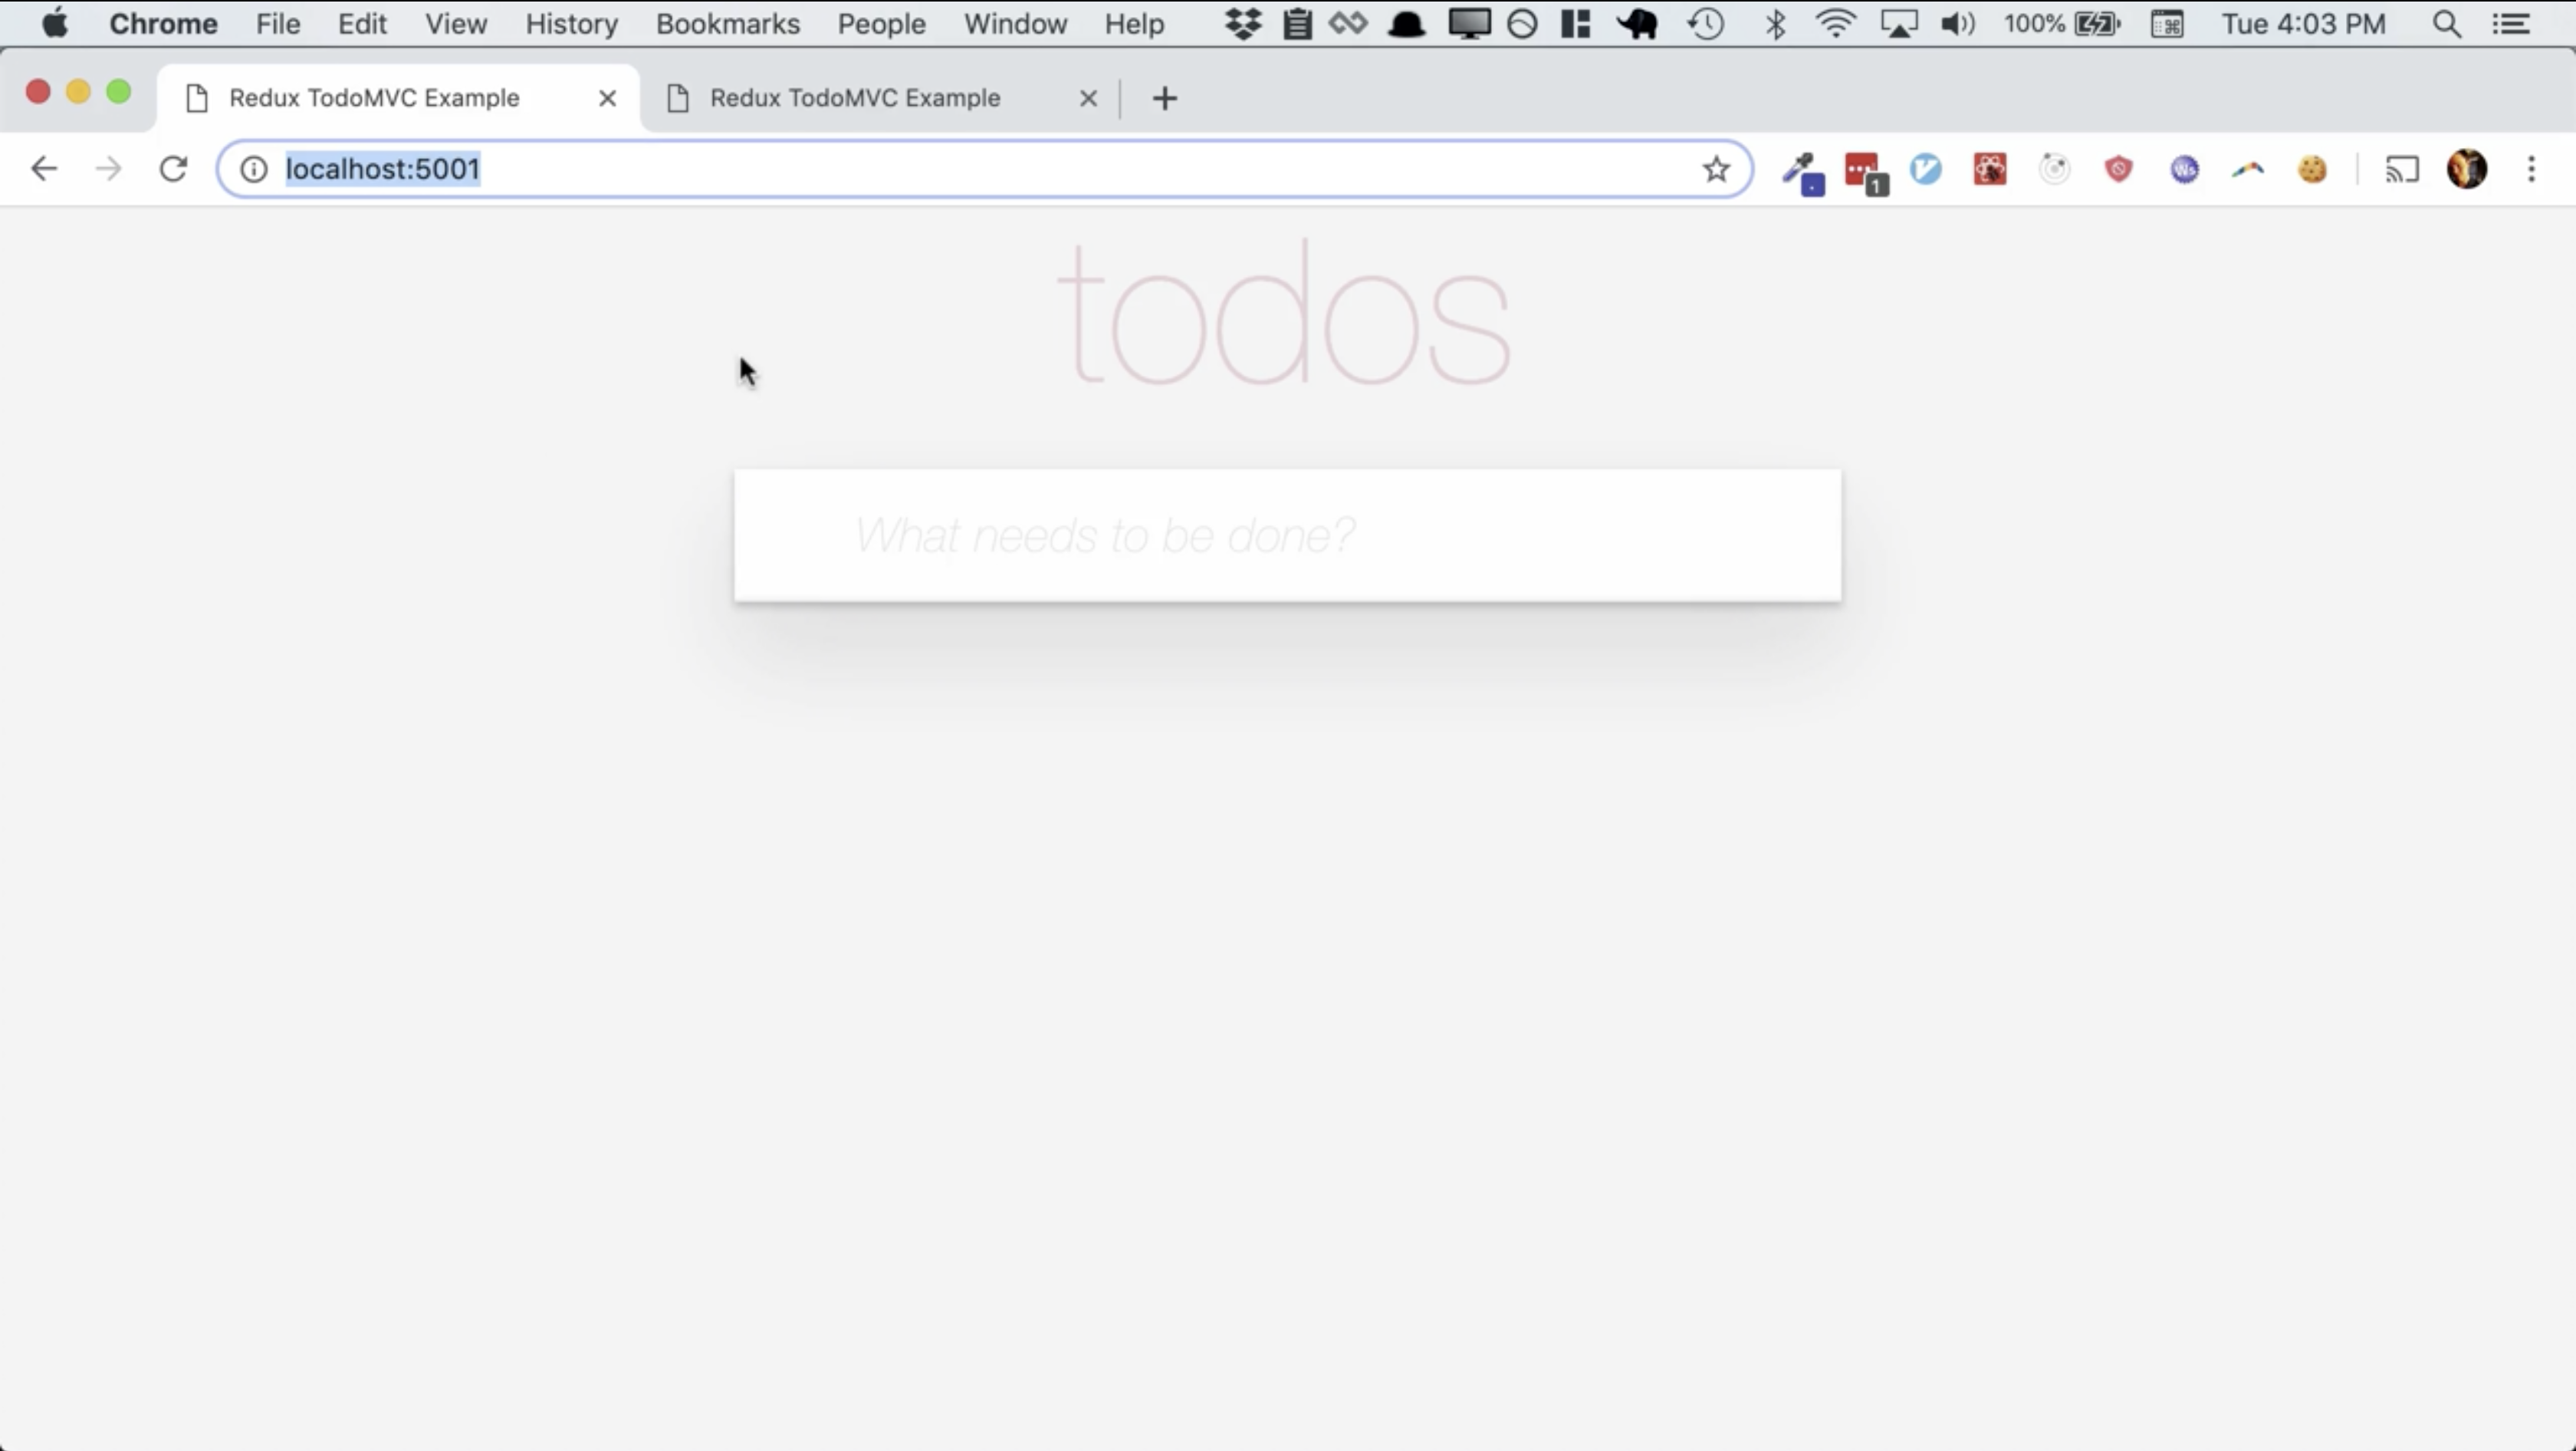 Chrome File Edit View History Bookmarks People Window Help 100% Tue 4:03 PM
Redux TodoMVC Example Redux TodoMVC Example
localhost:5001 1 Ws
todos
What needs to be done?